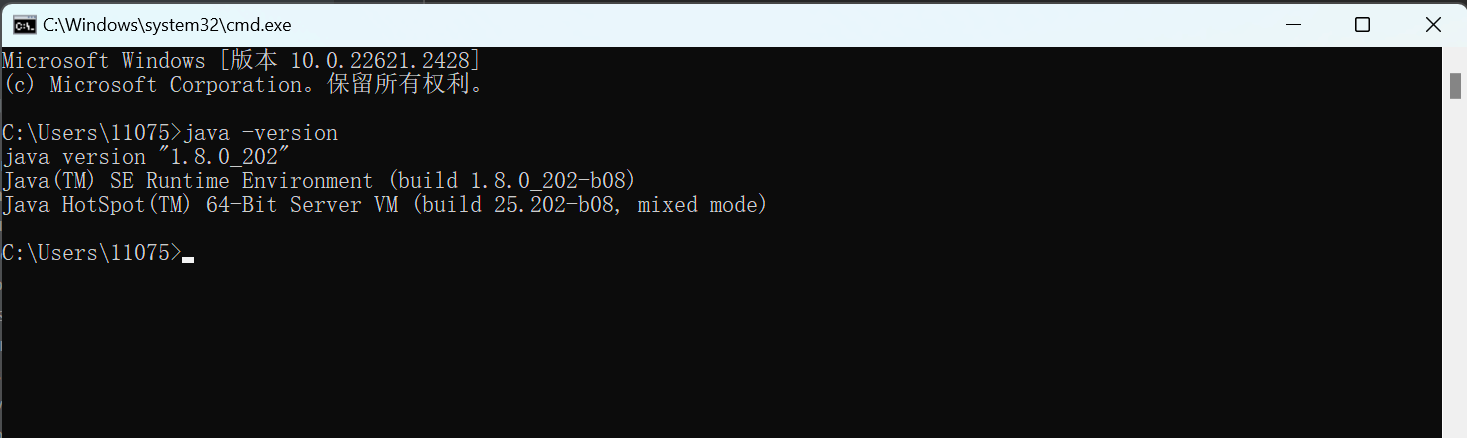 C:\Windows\system32\cmd.exe
Microsoft Windows [版本 10.0.22621.2428]
(c) Microsoft Corporation。保留所有权利。
C:\Users\11075>java -version
java version "1.8.0_202"
Java(TM) SE Runtime Environment (build 1.8.0_202-b08)
Java HotSpot(TM) 64-Bit Server VM (build 25.202-b08, mixed mode)
C:\Users\11075>